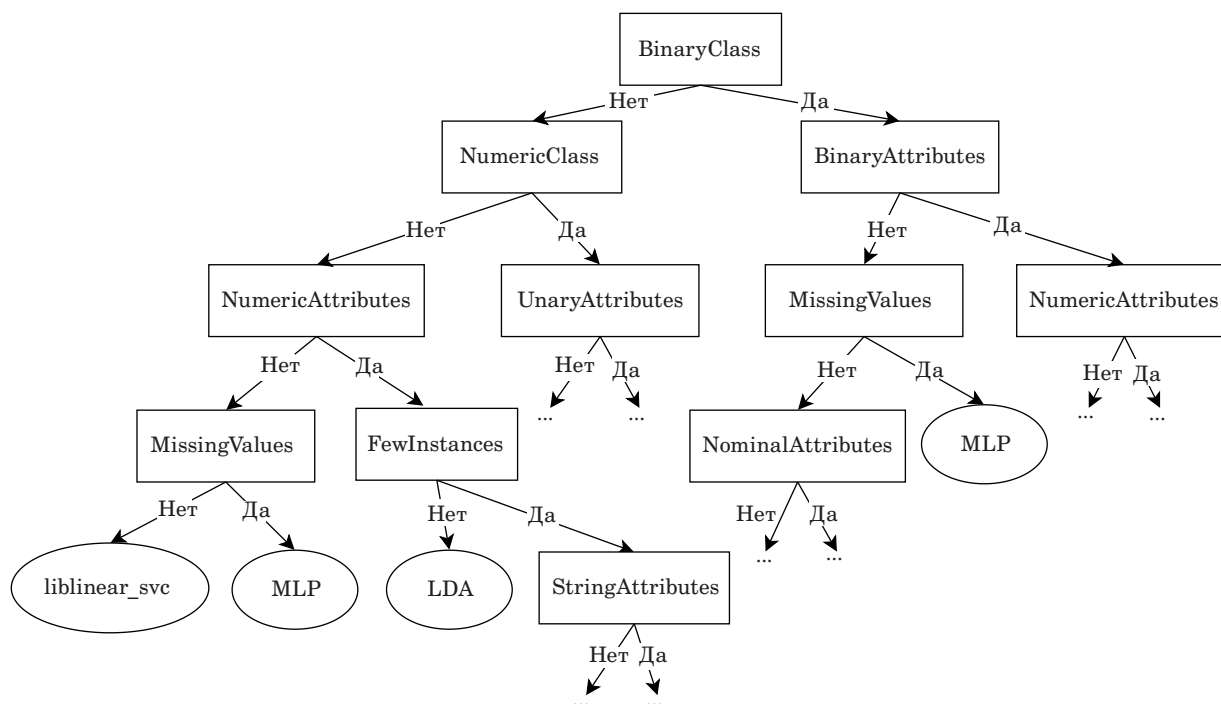 BinaryClass
Нет
Да
NumericClass
BinaryAttributes
Нет
Да
Нет
Да
NumericAttributes
UnaryAttributes
MissingValues
NumericAttributes
Нет
Да
Нет
Да
Нет
Да
Нет
Да
...
...
...
...
MissingValues
FewInstances
NominalAttributes
MLP
Нет
Да
Нет
Да
Нет
Да
...
...
liblinear_svc
MLP
LDA
StringAttributes
Нет
Да
...
...